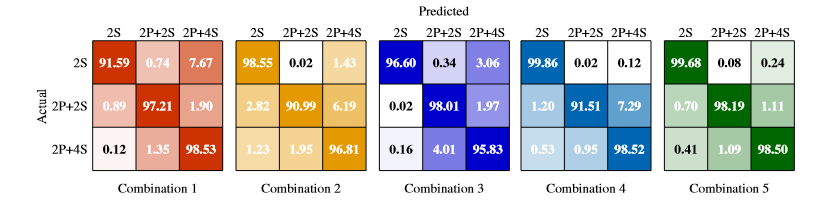 Predicted
2S 2P+2S 2P+4S 2S 2P+2S 2P+4S 2S 2P+2S 2P+4S 2S 2P+2S 2P+4S 2S 2P+2S 2P+4S
Actual
2S 91.59 0.74 7.67 98.55 0.02 1.43 96.60 0.34 3.06 99.86 0.02 0.12 99.68 0.08 0.24
2P+2S 0.89 97.21 1.90 2.82 90.99 6.19 0.02 98.01 1.97 1.20 91.51 7.29 0.70 98.19 1.11
2P+4S 0.12 1.35 98.53 1.23 1.95 96.81 0.16 4.01 95.83 0.53 0.95 98.52 0.41 1.09 98.50
Combination 1 Combination 2 Combination 3 Combination 4 Combination 5